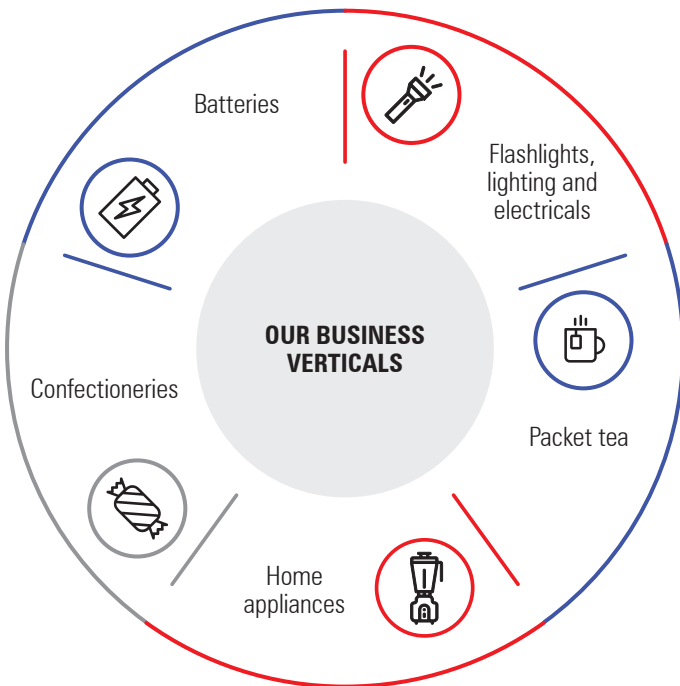 Batteries
Flashlights,
lighting and
electricals
OUR BUSINESS
VERTICALS
Confectioneries
Packet tea
Home
appliances